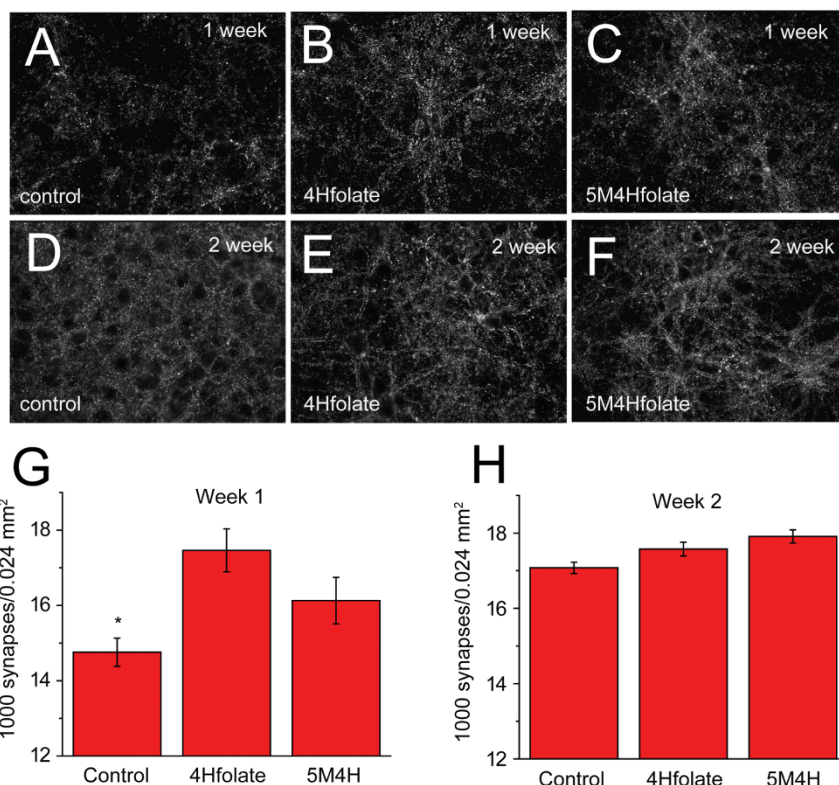 A
1 week
control
B
1 week
4Hfolate
C
1 week
5M4Hfolate
D
2 week
control
E
2 week
4Hfolate
F
2 week
5M4Hfolate
G
Week 1
1000 synapses/0.024 mm²
18
16
14
12
*
Control 4Hfolate 5M4H
H
Week 2
1000 synapses/0.024 mm²
18
16
14
12
Control 4Hfolate 5M4H